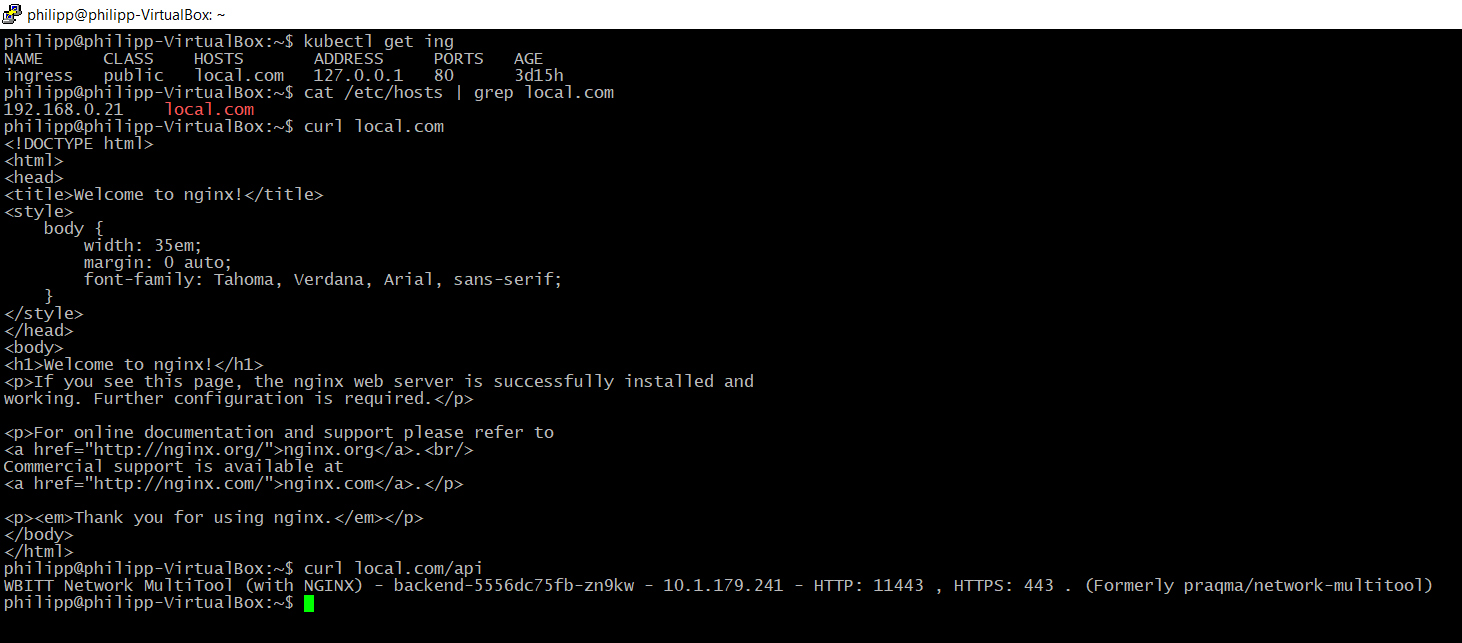 philipp@philipp-VirtualBox: ~
philipp@philipp-VirtualBox:~$ kubectl get ing
NAME      CLASS    HOSTS       ADDRESS     PORTS   AGE
ingress   public   local.com   127.0.0.1   80      3d15h
philipp@philipp-VirtualBox:~$ cat /etc/hosts | grep local.com
192.168.0.21    local.com
philipp@philipp-VirtualBox:~$ curl local.com
<!DOCTYPE html>
<html>
<head>
<title>Welcome to nginx!</title>
<style>
    body {
        width: 35em;
        margin: 0 auto;
        font-family: Tahoma, Verdana, Arial, sans-serif;
    }
</style>
</head>
<body>
<h1>Welcome to nginx!</h1>
<p>If you see this page, the nginx web server is successfully installed and
working. Further configuration is required.</p>

<p>For online documentation and support please refer to
<a href="http://nginx.org/">nginx.org</a>.<br/>
Commercial support is available at
<a href="http://nginx.com/">nginx.com</a>.</p>

<p><em>Thank you for using nginx.</em></p>
</body>
</html>
philipp@philipp-VirtualBox:~$ curl local.com/api
WBITT Network MultiTool (with NGINX) - backend-5556dc75fb-zn9kw - 10.1.179.241 - HTTP: 11443 , HTTPS: 443 . (Formerly praqma/network-multitool)
philipp@philipp-VirtualBox:~$